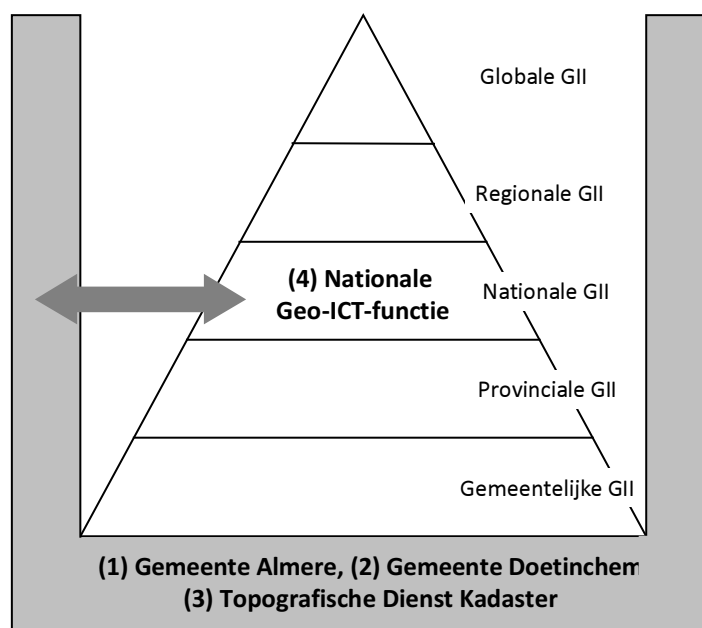 Globale GII
Regionale GII
(4) Nationale
Geo-ICT-functie
Nationale GII
Provinciale GII
Gemeentelijke GII
(1) Gemeente Almere, (2) Gemeente Doetinchem
(3) Topografische Dienst Kadaster